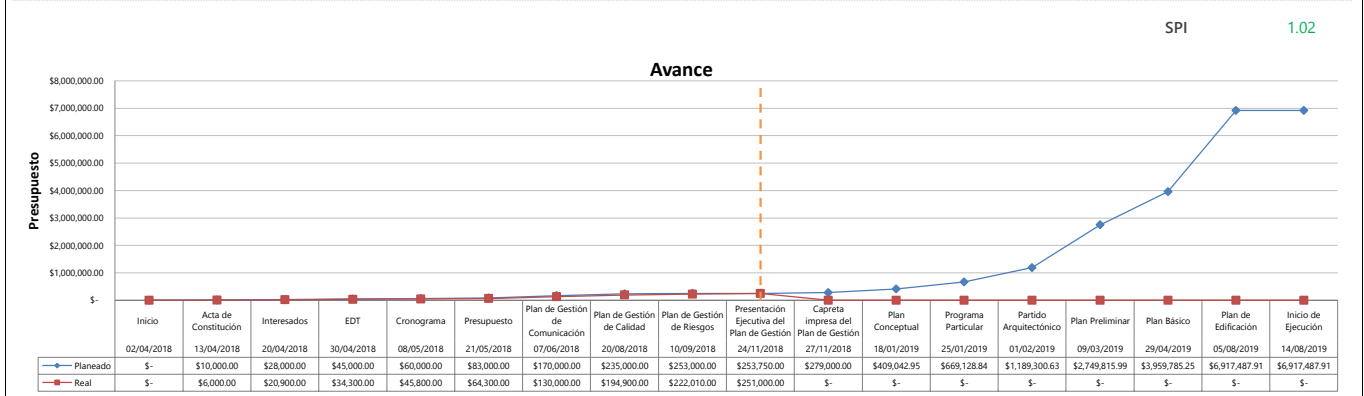 SPI 1.02
Avance
Presupuesto
$8,000,000.00
$7,000,000.00
$6,000,000.00
$5,000,000.00
$4,000,000.00
$3,000,000.00
$2,000,000.00
$1,000,000.00
$-
Inicio Acta de Constitución Interesados EDT Cronograma Presupuesto Plan de Gestión de Comunicación Plan de Gestión de Calidad Plan de Gestión de Riesgos Presentación Ejecutiva del Plan de Gestión Capreta impresa del Plan de Gestión Plan Conceptual Programa Particular Partido Arquitectónico Plan Preliminar Plan Básico Plan de Edificación Inicio de Ejecución
02/04/2018 13/04/2018 20/04/2018 30/04/2018 08/05/2018 21/05/2018 07/06/2018 20/08/2018 10/09/2018 24/11/2018 27/11/2018 18/01/2019 25/01/2019 01/02/2019 09/03/2019 29/04/2019 05/08/2019 14/08/2019
Planeado $- $10,000.00 $28,000.00 $45,000.00 $60,000.00 $83,000.00 $170,000.00 $235,000.00 $253,000.00 $253,750.00 $279,000.00 $409,042.95 $669,128.84 $1,189,300.63 $2,749,815.99 $3,959,785.25 $6,917,487.91 $6,917,487.91
Real $- $6,000.00 $20,900.00 $34,300.00 $45,800.00 $64,300.00 $130,000.00 $194,900.00 $222,010.00 $251,000.00 $- $- $- $- $- $- $- $-